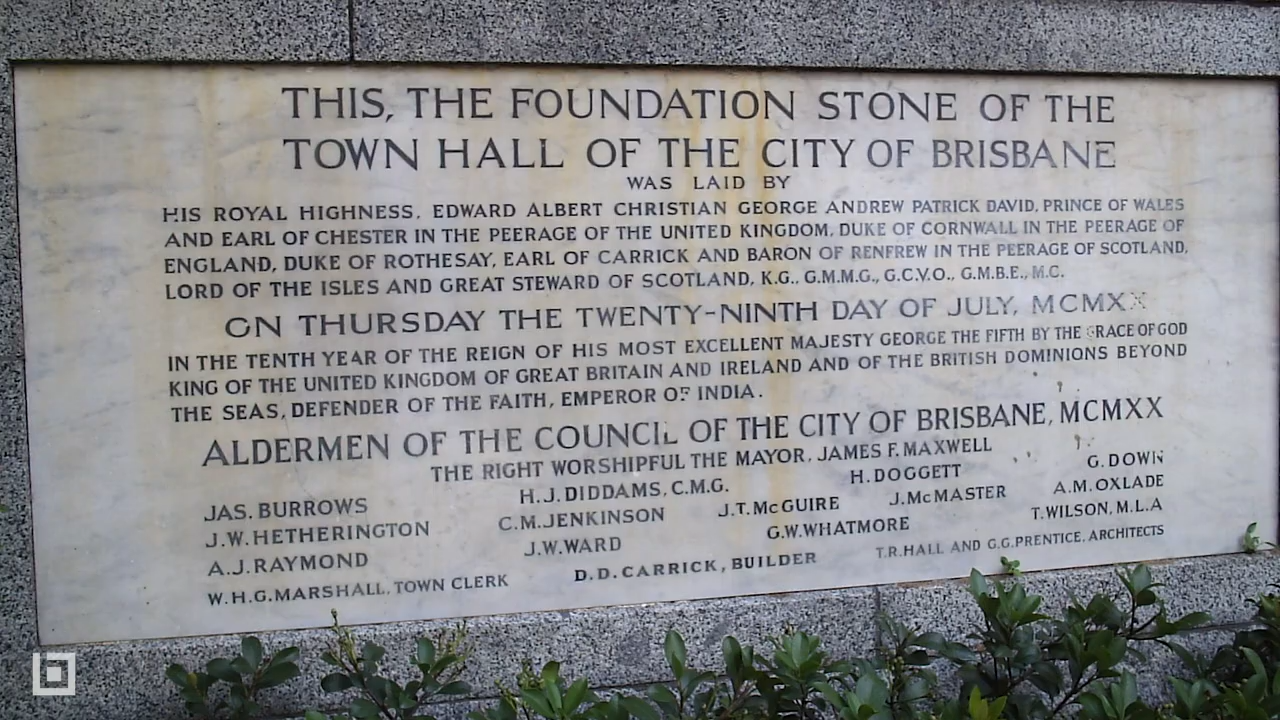 THIS, THE FOUNDATION STONE OF THE
TOWN HALL OF THE CITY OF BRISBANE
WAS LAID BY
HIS ROYAL HIGHNESS, EDWARD ALBERT CHRISTIAN GEORGE ANDREW PATRICK DAVID, PRINCE OF WALES
AND EARL OF CHESTER IN THE PEERAGE OF THE UNITED KINGDOM, DUKE OF CORNWALL IN THE PEERAGE OF
ENGLAND, DUKE OF ROTHESAY, EARL OF CARRICK AND BARON OF RENFREW IN THE PEERAGE OF SCOTLAND,
LORD OF THE ISLES AND GREAT STEWARD OF SCOTLAND, K.G., G.M.M.G., G.C.V.O., G.M.B.E., M.C.
ON THURSDAY THE TWENTY-NINTH DAY OF JULY, MCMXX
IN THE TENTH YEAR OF THE REIGN OF HIS MOST EXCELLENT MAJESTY GEORGE THE FIFTH BY THE GRACE OF GOD
KING OF THE UNITED KINGDOM OF GREAT BRITAIN AND IRELAND AND OF THE BRITISH DOMINIONS BEYOND
THE SEAS, DEFENDER OF THE FAITH, EMPEROR OF INDIA.
ALDERMEN OF THE COUNCIL OF THE CITY OF BRISBANE, MCMXX
THE RIGHT WORSHIPFUL THE MAYOR, JAMES F. MAXWELL
JAS. BURROWS H. J. DIDDAMS, C.M.G. H. DOGGETT G. DOWN
J. W. HETHERINGTON C. M. JENKINSON J. T. McGUIRE J. McMASTER A. M. OXLADE
A. J. RAYMOND J. W. WARD G. W. WHATMORE T. WILSON, M.L.A
W. H. G. MARSHALL, TOWN CLERK D. D. CARRICK, BUILDER T. R. HALL AND G. G. PRENTICE, ARCHITECTS